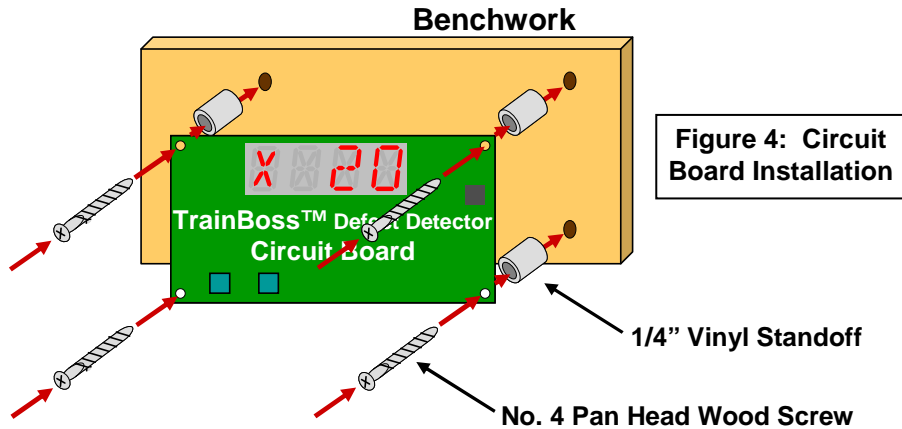 Benchwork
Figure 4: Circuit
Board Installation
X 20
TrainBoss™ Defect Detector
Circuit Board
1/4” Vinyl Standoff
No. 4 Pan Head Wood Screw